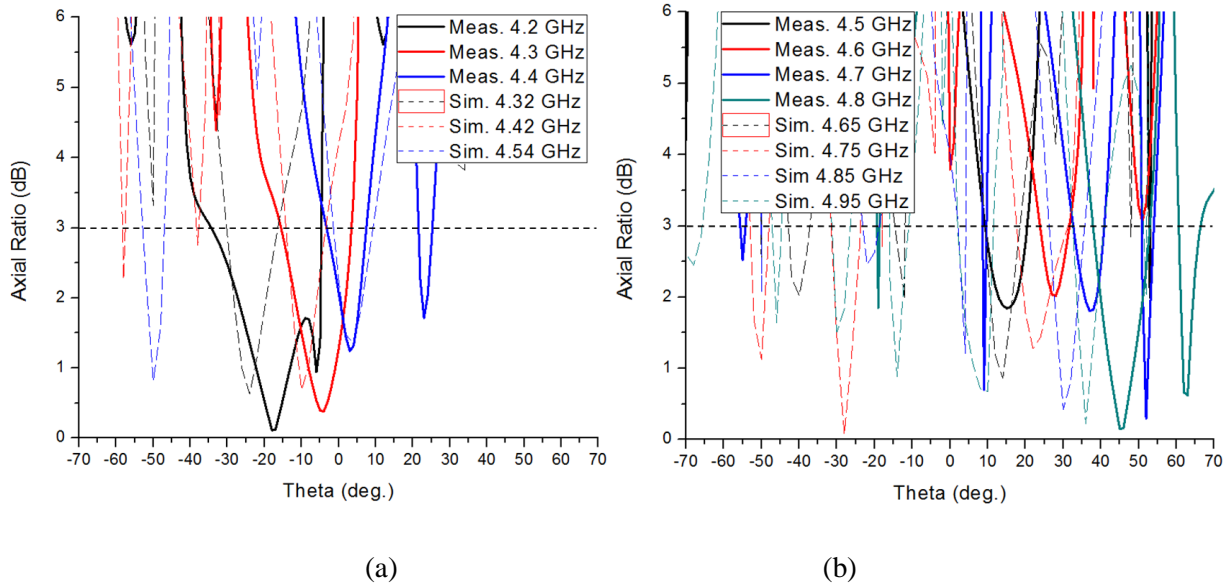 6
5
4
3
2
1
0
Axial Ratio (dB)
-70 -60 -50 -40 -30 -20 -10 0 10 20 30 40 50 60 70
Theta (deg.)
Meas. 4.2 GHz
Meas. 4.3 GHz
Meas. 4.4 GHz
Sim. 4.32 GHz
Sim. 4.42 GHz
Sim. 4.54 GHz
(a)
6
5
4
3
2
1
0
Axial Ratio (dB)
-70 -60 -50 -40 -30 -20 -10 0 10 20 30 40 50 60 70
Theta (deg.)
Meas. 4.5 GHz
Meas. 4.6 GHz
Meas. 4.7 GHz
Meas. 4.8 GHz
Sim. 4.65 GHz
Sim. 4.75 GHz
Sim 4.85 GHz
Sim. 4.95 GHz
(b)